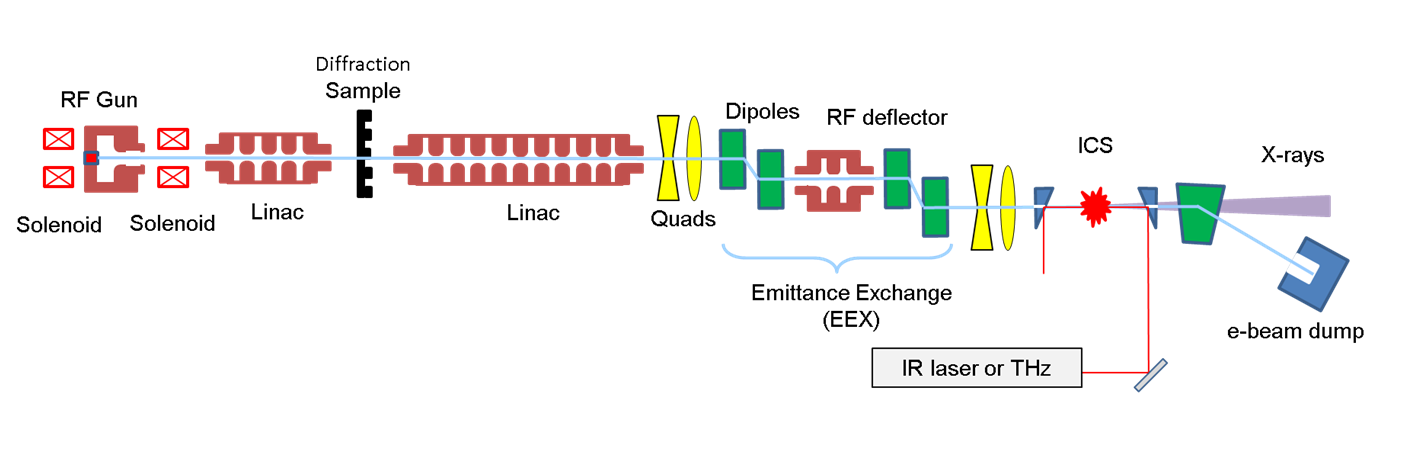 RF Gun
Diffraction
Sample
Dipoles
RF deflector
ICS
X-rays
Solenoid
Solenoid
Linac
Linac
Quads
Emittance Exchange
(EEX)
e-beam dump
IR laser or THz